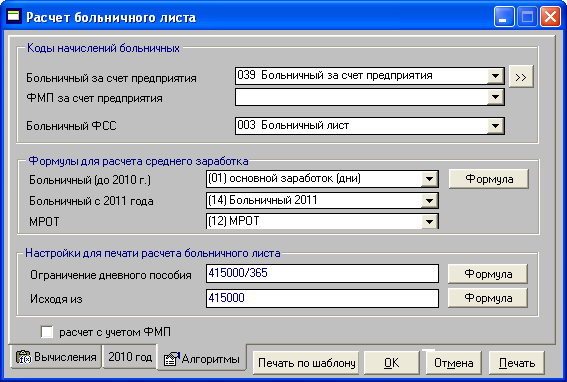 Расчет больничного листа
Коды начислений больничных
Больничный за счет предприятия 039 Больничный за счет предприятия >>
ФМП за счет предприятия
Больничный ФСС 003 Больничный лист
Формулы для расчета среднего заработка
Больничный (до 2010 г.) (01) основной заработок (дни) Формула
Больничный с 2011 года (14) Больничный 2011
МРОТ (12) МРОТ
Настройки для печати расчета больничного листа
Ограничение дневного пособия 415000/365 Формула
Исходя из 415000 Формула
расчет с учетом ФМП
Вычисления 2010 год Алгоритмы Печать по шаблону OK Отмена Печать